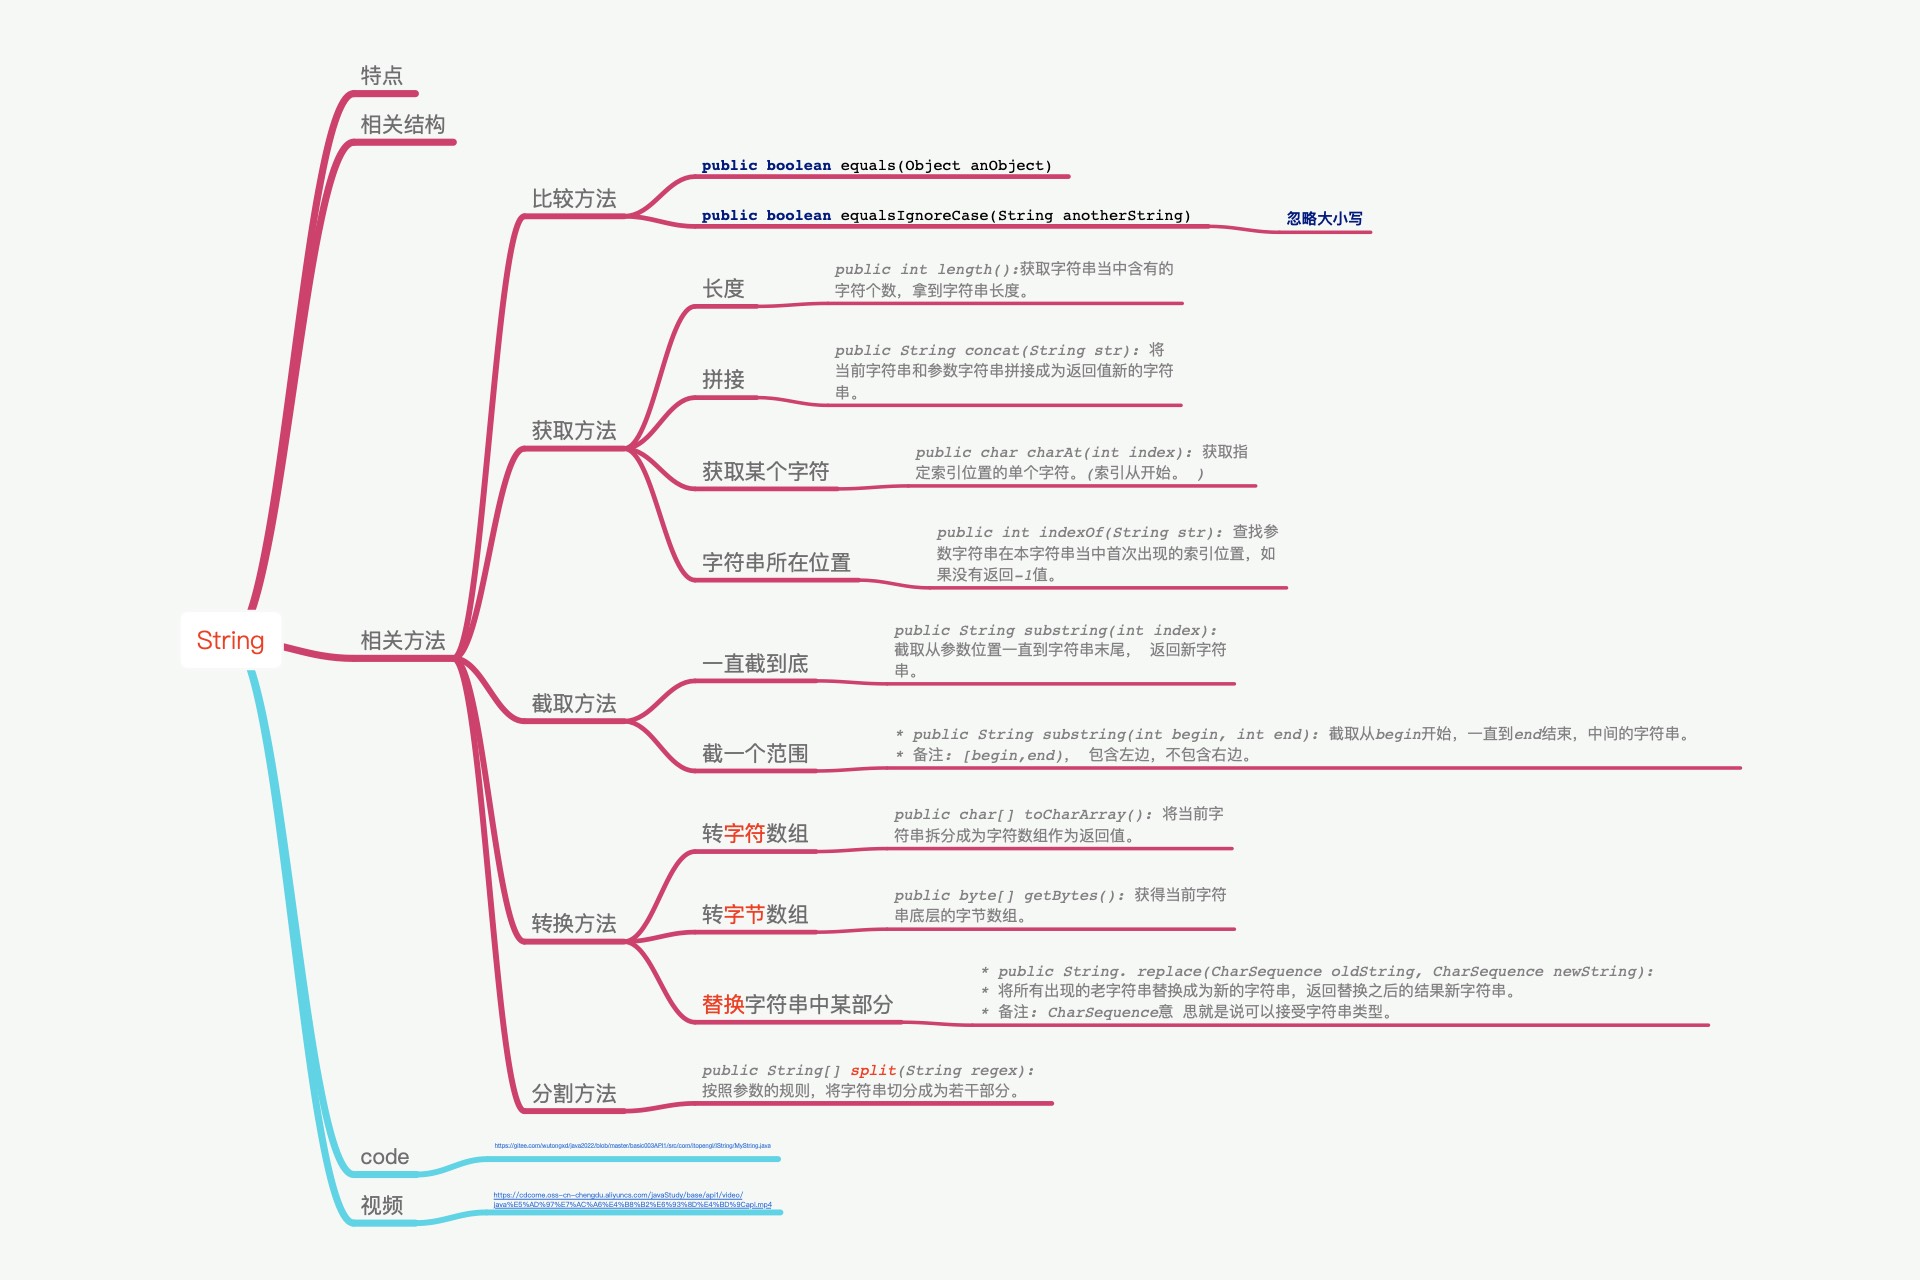 特点
相关结构
String
相关方法
比较方法
public boolean equals(Object anObject)
public boolean equalsIgnoreCase(String anotherString)
忽略大小写
获取方法
长度
public int length():获取字符串当中含有的
字符个数，拿到字符串长度。
拼接
public String concat(String str): 将
当前字符串和参数字符串拼接成为返回值新的字符
串。
获取某个字符
public char charAt(int index): 获取指
定索引位置的单个字符。(索引从开始。 )
字符串所在位置
public int indexOf(String str): 查找参
数字符串在本字符串当中首次出现的索引位置，如
果没有返回-1值。
截取方法
一直截到底
public String substring(int index):
截取从参数位置一直到字符串末尾， 返回新字符
串。
截一个范围
* public String substring(int begin, int end): 截取从begin开始，一直到end结束，中间的字符串。
* 备注: [begin,end)， 包含左边，不包含右边。
转换方法
转字符数组
public char[] toCharArray(): 将当前字
符串拆分成为字符数组作为返回值。
转字节数组
public byte[] getBytes(): 获得当前字符
串底层的字节数组。
替换字符串中某部分
* public String. replace(CharSequence oldString, CharSequence newString):
* 将所有出现的老字符串替换成为新的字符串，返回替换之后的结果新字符串。
* 备注: CharSequence意 思就是说可以接受字符串类型。
分割方法
public String[] split(String regex):
按照参数的规则，将字符串切分成为若干部分。
code
https://gitee.com/wutongxd/java2022/blob/master/basic003API1/src/com/itopengl/IString/MyString.java
视频
https://cdcome.oss-cn-chengdu.aliyuncs.com/javaStudy/base/api1/video/
java%E5%AD%97%E7%AC%A6%E4%B8%B2%E6%93%8D%E4%BD%9Capi.mp4